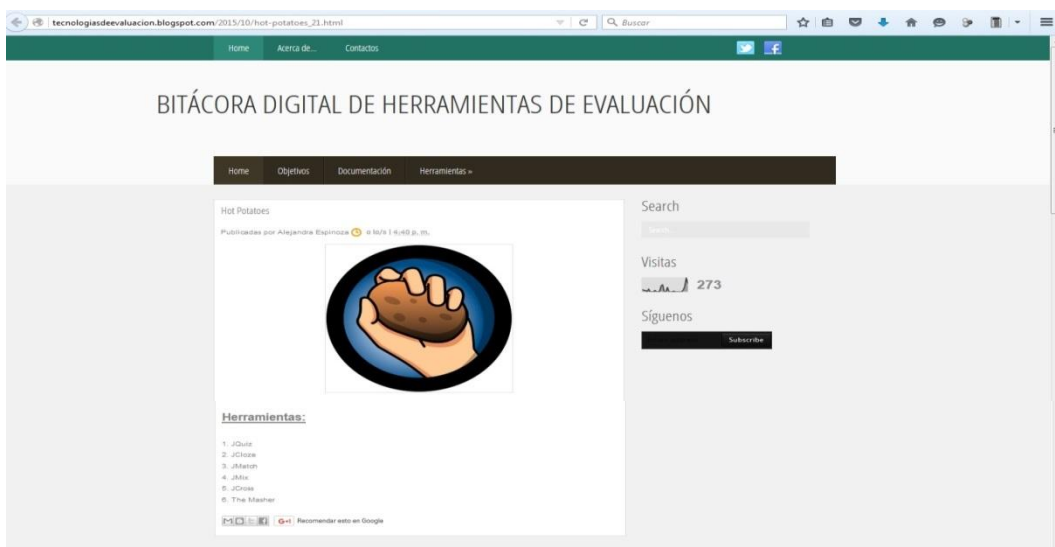 tecnologiasdeevaluacion.blogspot.com/2015/10/hot-potatoes_21.html
Buscar
Home Acerca de... Contactos
BITÁCORA DIGITAL DE HERRAMIENTAS DE EVALUACIÓN
Home Objetivos Documentación Herramientas »
Hot Potatoes
Publicadas por Alejandra Espinoza
p. m.
Search
Visitas
273
Síguenos
Subscribe
Herramientas:
1. JQuiz
2. JCloze
3. JMatch
4. JMix
5. JCross
6. The Masher
G+1 Recomendar esto en Google